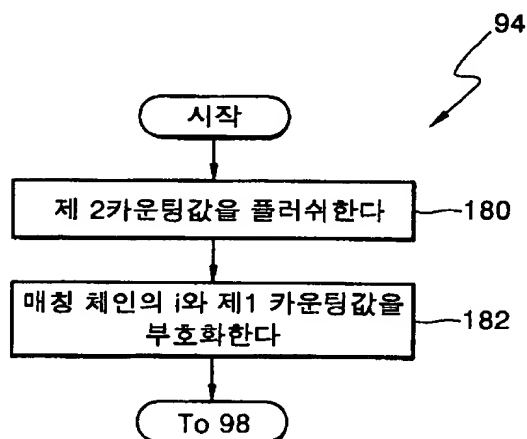 94
시작
제 2카운팅값을 플러쉬한다
180
매칭 체인의 i와 제1 카운팅값을
부호화한다
182
To 98